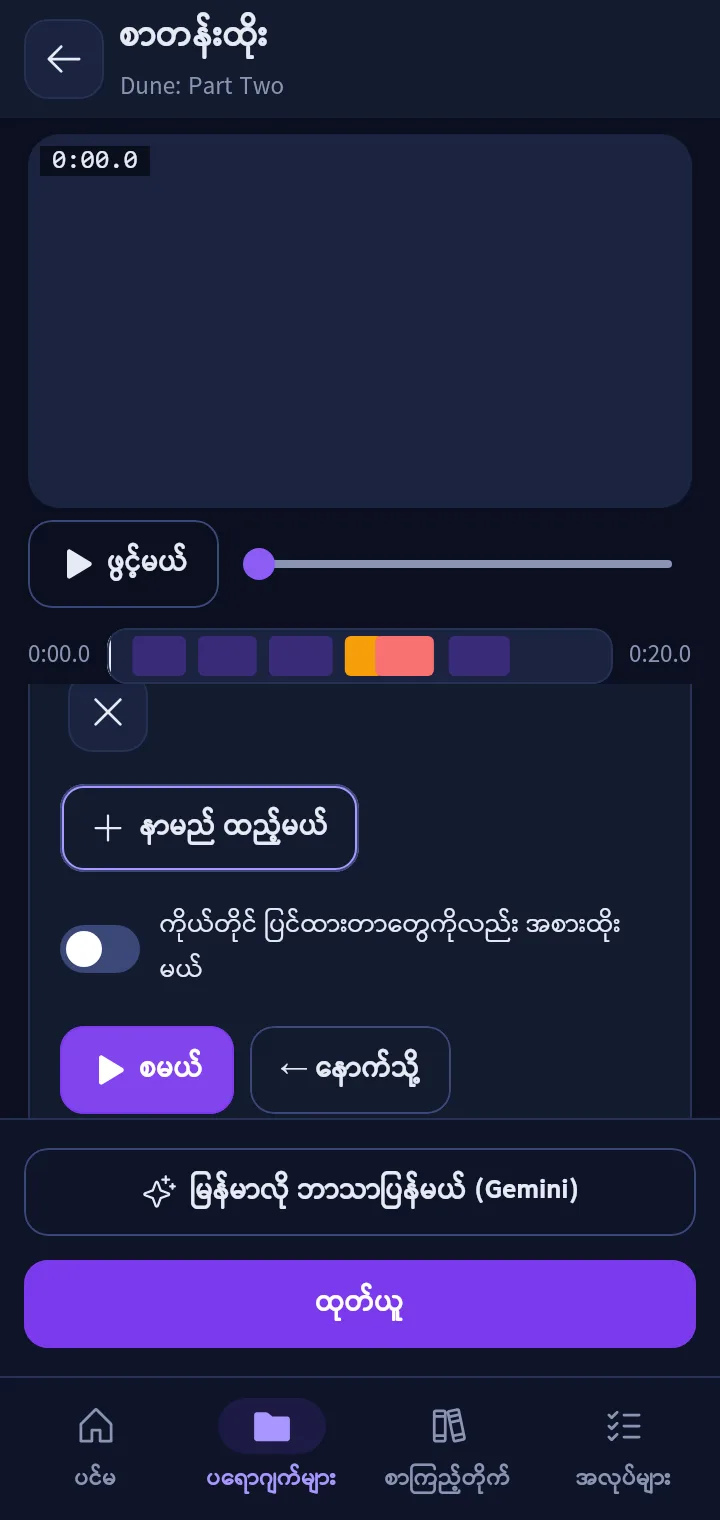 စာတန်းထိုး
Dune: Part Two
0:00.0
ဖွင့်မယ်
0:00.0
0:20.0
နာမည် ထည့်မယ်
ကိုယ်တိုင် ပြင်ထားတာတွေကိုလည်း အစားထိုး
မယ်
စမယ်
← နောက်သို့
မြန်မာလို ဘာသာပြန်မယ် (Gemini)
ထုတ်ယူ
ပင်မ
ပရောဂျက်များ
စာကြည့်တိုက်
အလုပ်များ